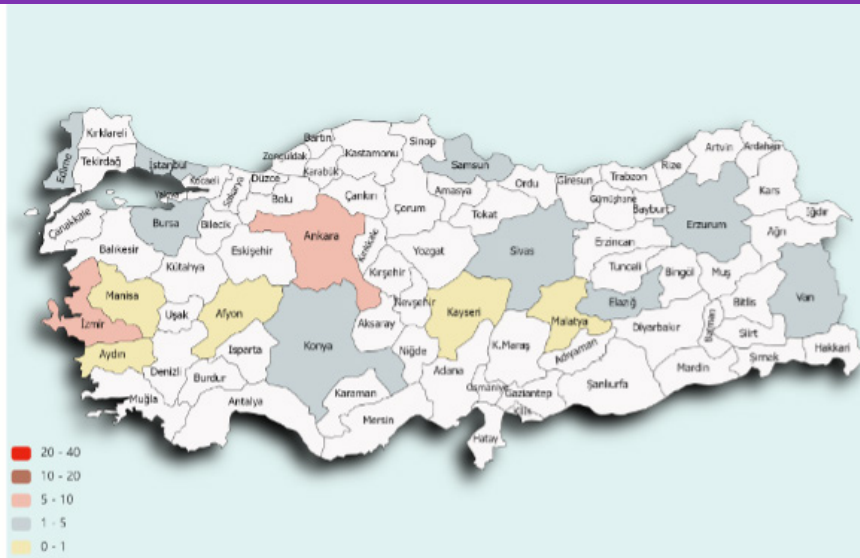 Kırklareli
Edirne
Tekirdağ
İstanbul
Kocaeli
Yalova
Sakarya
Düzce
Zonguldak
Bartın
Karabük
Kastamonu
Sinop
Samsun
Bolu
Çankırı
Çorum
Amasya
Ordu
Giresun
Trabzon
Rize
Artvin
Ardahan
Kars
Gümüşhane
Bayburt
Tokat
Iğdır
Çanakkale
Bursa
Bilecik
Balıkesir
Eskişehir
Ankara
Kırıkkale
Yozgat
Sivas
Erzincan
Erzurum
Ağrı
Kütahya
Kırşehir
Tunceli
Bingöl
Muş
Manisa
Uşak
Afyon
Nevşehir
Kayseri
Malatya
Elazığ
Bitlis
Van
İzmir
Aksaray
Diyarbakır
Batman
Siirt
Aydın
Denizli
Isparta
Konya
Niğde
K.Maraş
Adıyaman
Hakkari
Şırnak
Mardin
Burdur
Adana
Osmaniye
Gaziantep
Şanlıurfa
Muğla
Antalya
Karaman
Mersin
Kilis
Hatay
20 - 40
10 - 20
5 - 10
1 - 5
0 - 1